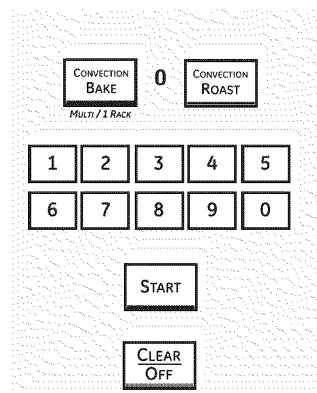 CONVECTION BAKE 0 CONVECTION ROAST
MULTI / 1 RACK
1 2 3 4 5
6 7 8 9 0
START
CLEAR
OFF